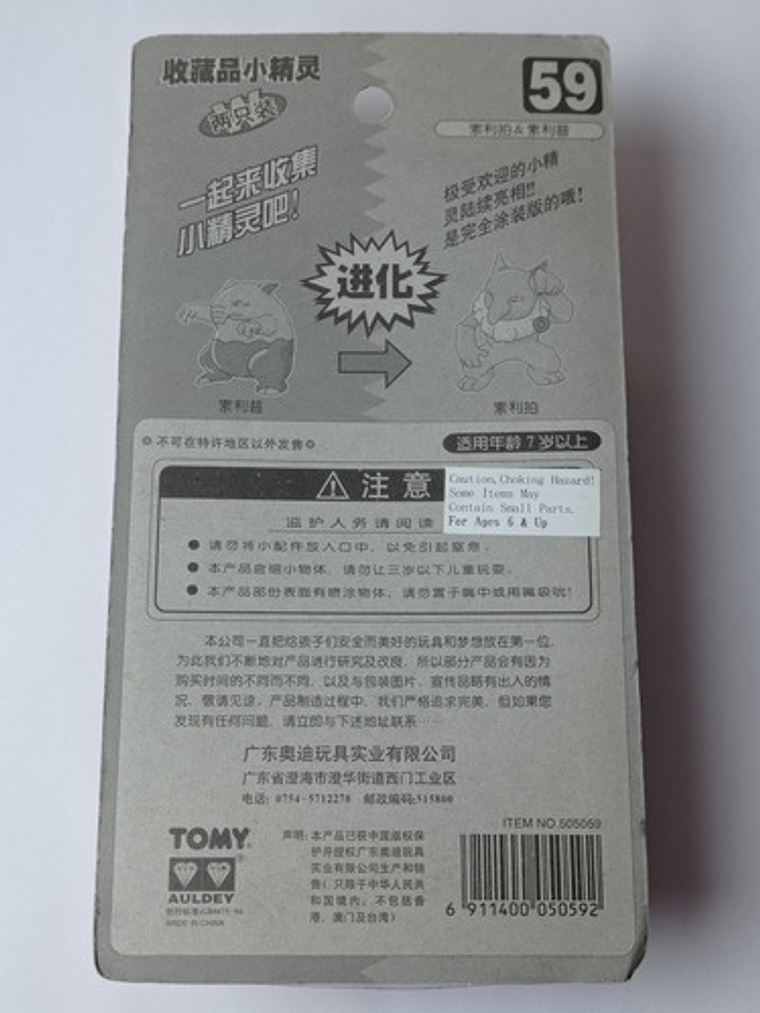 收藏品小精灵
两只装
59
索利拍&索利普
一起来收集
小精灵吧!
极受欢迎的小精
灵陆续亮相!!
是完全涂装版的哦!
进化
索利普
索利拍
不可在特许地区以外发售
适用年龄7岁以上
注意
Caution,Choking Hazard!
Some Items May
Contain Small Parts.
For Ages 6 & Up
监护人务请阅读
● 请勿将小配件放入口中，以免引起窒息。
● 本产品含细小物体，请勿让三岁以下儿童玩耍。
● 本产品部份表面有喷涂物体，请勿置于嘴中或用嘴吸吮!
本公司一直把给孩子们安全而美好的玩具和梦想放在第一位,
为此我们不断地对产品进行研究及改良，所以部分产品会有因为
购买时间的不同而不同，以及与包装图片、宣传品略有出入的情
况，敬请见谅。产品制造过程中，我们严格追求完美，但如果您
发现有任何问题，请立即与下述地址联系……
广东奥迪玩具实业有限公司
广东省澄海市澄华街道西门工业区
电话: 0754-5712278 邮政编码:515800
ITEM NO.505059
TOMY®
AULDEY®
MADE IN CHINA
声明:本产品已获中国版权保
护并授权广东奥迪玩具
实业有限公司生产和销
售(只限于中华人民共
和国境内，不包括香
港、澳门及台湾)
6 911400 050592